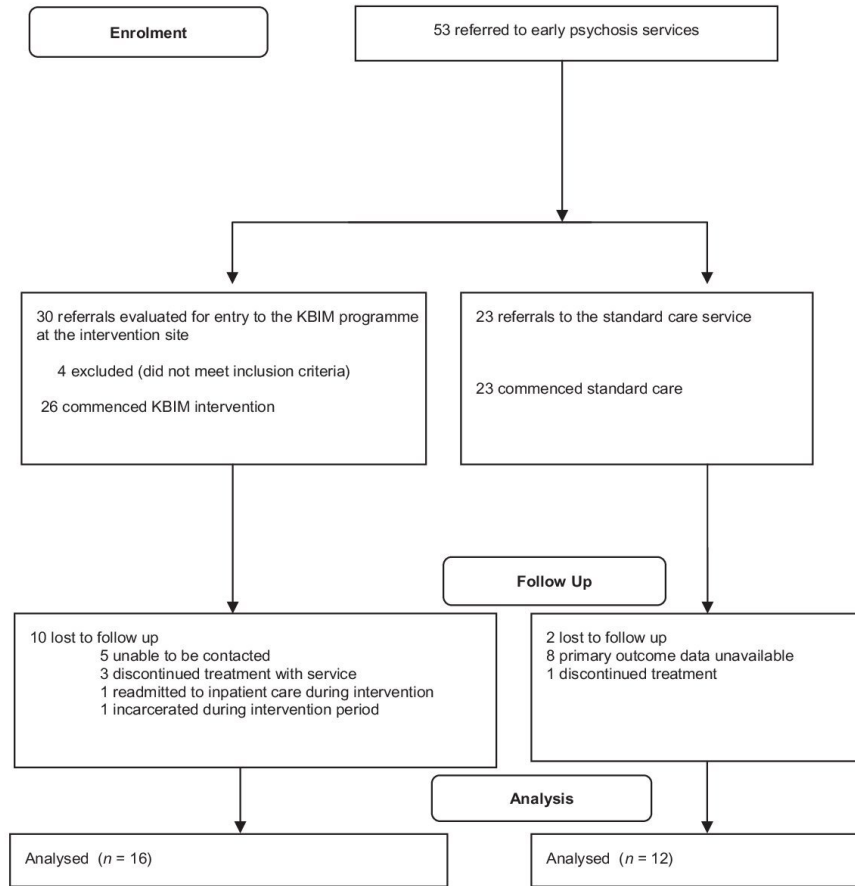 Enrolment
53 referred to early psychosis services
30 referrals evaluated for entry to the KBIM programme
at the intervention site
4 excluded (did not meet inclusion criteria)
26 commenced KBIM intervention
23 referrals to the standard care service
23 commenced standard care
Follow Up
10 lost to follow up
5 unable to be contacted
3 discontinued treatment with service
1 readmitted to inpatient care during intervention
1 incarcerated during intervention period
2 lost to follow up
8 primary outcome data unavailable
1 discontinued treatment
Analysis
Analysed (n = 16)
Analysed (n = 12)